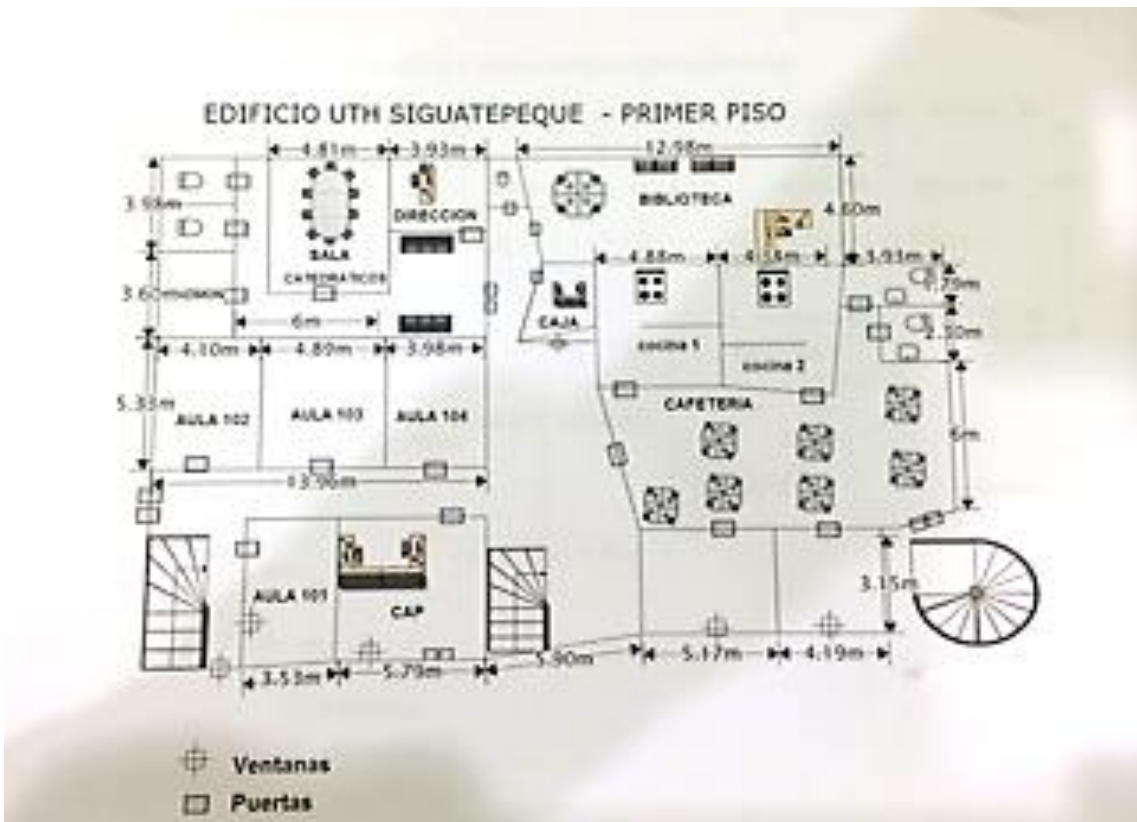 EDIFICIO UTH SIGUATEPEQUE - PRIMER PISO
4.81m 3.93m 12.98m
BIBLIOTECA
DIRECCION
4.60m
SALA
CATEDRATICOS
4.88m
3.93m
CAJA
6m
cocina 1
cocina 2
4.10m 4.89m 3.98m
5.33m
AULA 102 AULA 103 AULA 104
CAFETERIA
6m
13.96m
AULA 101
CAP
3.15m
3.53m 5.79m 5.90m 5.17m 4.19m
Ventanas
Puertas